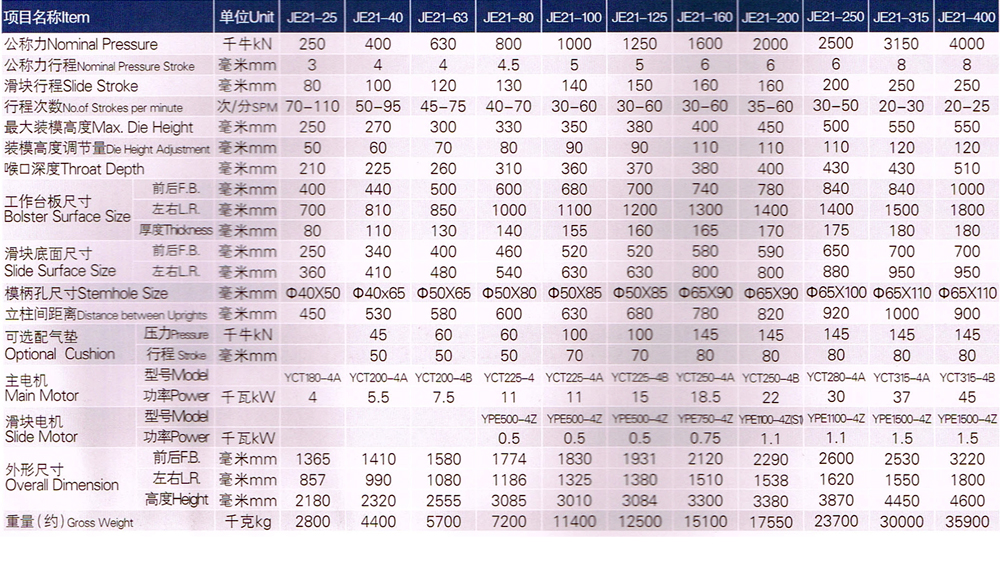 项目名称Item 单位Unit JE21-25 JE21-40 JE21-63 JE21-80 JE21-100 JE21-125 JE21-160 JE21-200 JE21-250 JE21-315 JE21-400
公称力Nominal Pressure 千牛kN 250 400 630 800 1000 1250 1600 2000 2500 3150 4000
公称力行程Nominal Pressure Stroke 毫米mm 3 4 4 4.5 5 5 6 6 6 8 8
滑块行程Slide Stroke 毫米mm 80 100 120 130 140 150 160 160 200 250 250
行程次数No.of Strokes per minute 次/分SPM 70-110 50-95 45-75 40-70 30-60 30-60 30-60 35-60 30-50 20-30 20-25
最大装模高度Max. Die Height 毫米mm 250 270 300 330 350 380 400 450 500 550 550
装模高度调节量Die Height Adjustment 毫米mm 50 60 70 80 90 90 110 110 110 120 120
喉口深度Throat Depth 毫米mm 210 225 260 310 360 370 380 400 430 430 510
工作台板尺寸 Bolster Surface Size 前后F.B. 毫米mm 400 440 500 600 680 700 740 780 840 840 1000
左右L.R. 毫米mm 700 810 850 1000 1100 1200 1300 1400 1400 1500 1800
厚度Thickness 毫米mm 80 110 130 140 155 160 165 170 175 180 180
滑块底面尺寸 Slide Surface Size 前后F.B. 毫米mm 250 340 400 460 520 520 580 590 650 700 700
左右L.R. 毫米mm 360 410 480 540 630 630 800 800 880 950 950
模柄孔尺寸Stemhole Size 毫米mm Φ40X50 Φ40x65 Φ50X65 Φ50X80 Φ50X85 Φ50X85 Φ65X90 Φ65X90 Φ65X100 Φ65X110 Φ65X110
立柱间距离Distance between Uprights 毫米mm 450 530 580 600 630 680 780 820 920 1000 900
可选配气垫 Optional Cushion 压力Pressure 千牛kN 45 60 60 100 100 145 145 145 145 145
行程 Stroke 毫米mm 50 50 50 70 70 80 80 80 80 80
主电机 Main Motor 型号Model YCT180-4A YCT200-4A YCT200-4B YCT225-4 YCT225-4A YCT225-4B YCT250-4A YCT250-4B YCT280-4A YCT315-4A YCT315-4B
功率Power 千瓦kW 4 5.5 7.5 11 11 15 18.5 22 30 37 45
滑块电机 Slide Motor 型号Model YPE500-4Z YPE500-4Z YPE500-4Z YPE750-4Z YPE1100-4Z(S1) YPE1100-4Z YPE1500-4Z YPE1500-4Z
功率Power 千瓦kW 0.5 0.5 0.5 0.75 1.1 1.1 1.5 1.5
外形尺寸 Overall Dimension 前后F.B. 毫米mm 1365 1410 1580 1774 1830 1931 2120 2290 2600 2530 3220
左右L.R. 毫米mm 857 990 1080 1186 1325 1380 1510 1538 1620 1550 1800
高度Height 毫米mm 2180 2320 2555 3085 3010 3084 3300 3380 3870 4450 4600
重量(约)Gross Weight 千克kg 2800 4400 5700 7200 11400 12500 15100 17550 23700 30000 35900